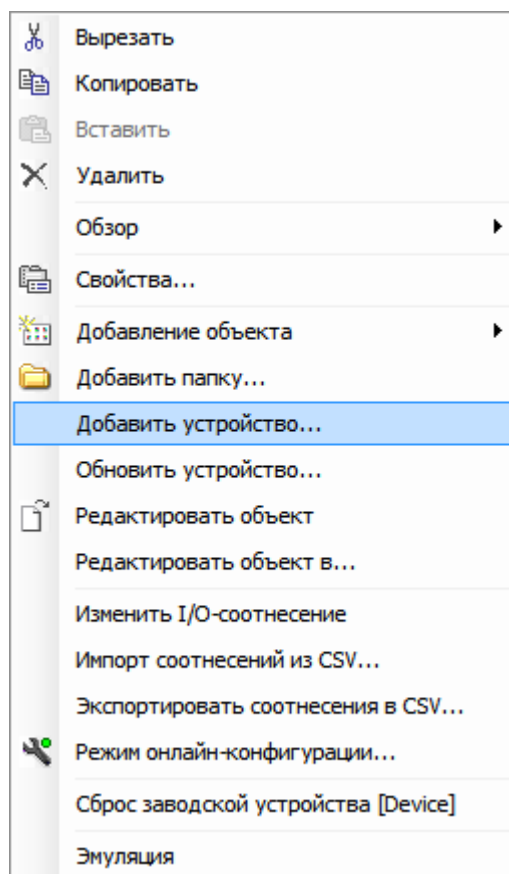 Вырезать
Копировать
Вставить
Удалить
Обзор
Свойства...
Добавление объекта
Добавить папку...
Добавить устройство...
Обновить устройство...
Редактировать объект
Редактировать объект в...
Изменить I/O-соотнесение
Импорт соотнесений из CSV...
Экспортировать соотнесения в CSV...
Режим онлайн-конфигурации...
Сброс заводской устройства [Device]
Эмуляция